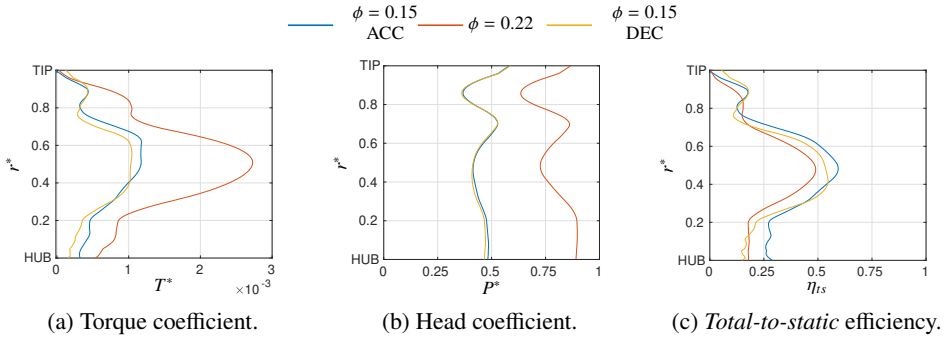 ϕ = 0.15 ACC
ϕ = 0.22
ϕ = 0.15 DEC
TIP
0.8
0.6
0.4
0.2
HUB
r*
0 1 2 3
×10⁻³
T*
(a) Torque coefficient.
TIP
0.8
0.6
0.4
0.2
HUB
r*
0 0.25 0.5 0.75 1
P*
(b) Head coefficient.
TIP
0.8
0.6
0.4
0.2
HUB
r*
0 0.25 0.5 0.75 1
ηts
(c) Total-to-static efficiency.